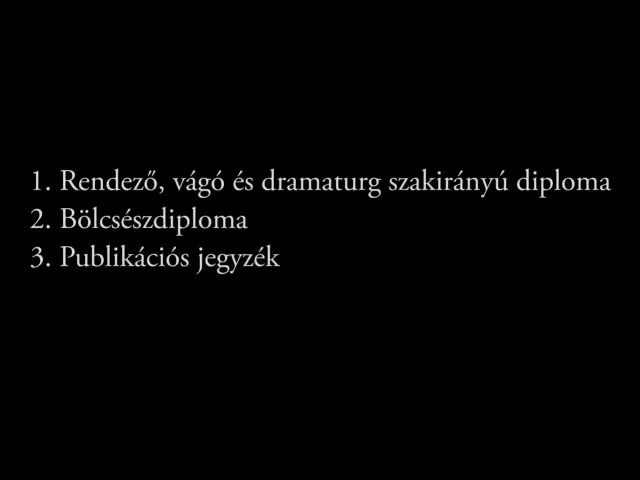 1. Rendező, vágó és dramaturg szakirányú diploma
2. Bölcsészdiploma
3. Publikációs jegyzék